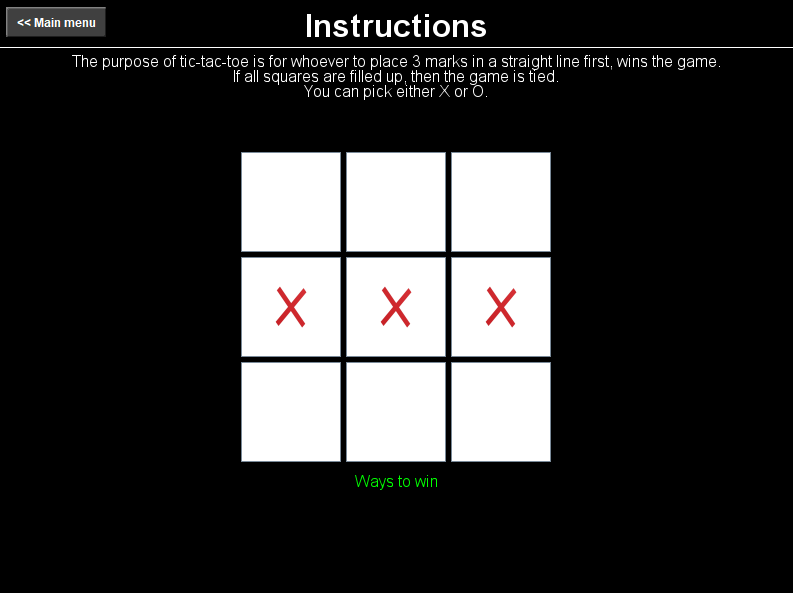 << Main menu
Instructions
The purpose of tic-tac-toe is for whoever to place 3 marks in a straight line first, wins the game.
If all squares are filled up, then the game is tied.
You can pick either X or O.
X X X
Ways to win